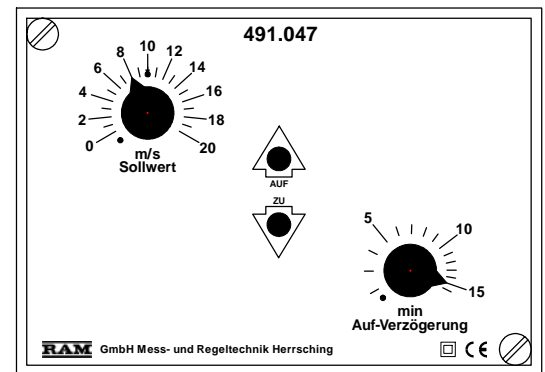 491.047
0
2
4
6
8
10
12
14
16
18
20
m/s
Sollwert
AUF
ZU
5
10
15
min
Auf-Verzögerung
RAM GmbH Mess- und Regeltechnik Herrsching
CE